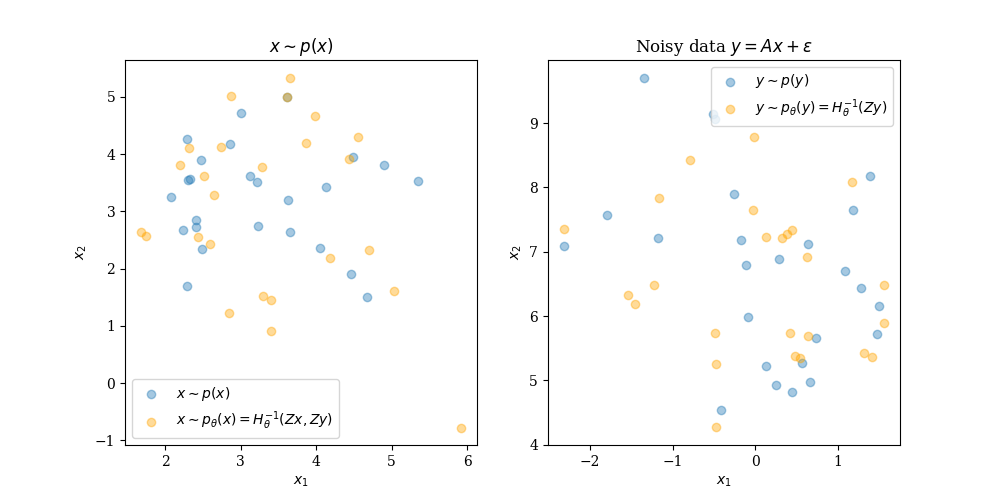 x ∼ p(x)
5
4
3
2
1
0
−1
x₂
x ∼ p(x)
x ∼ p_θ(x) = H_θ^{-1}(Zx, Zy)
2
3
4
5
6
x₁
Noisy data y = Ax + ε
9
8
7
6
5
4
x₂
y ∼ p(y)
y ∼ p_θ(y) = H_θ^{-1}(Zy)
−2
−1
0
1
x₁